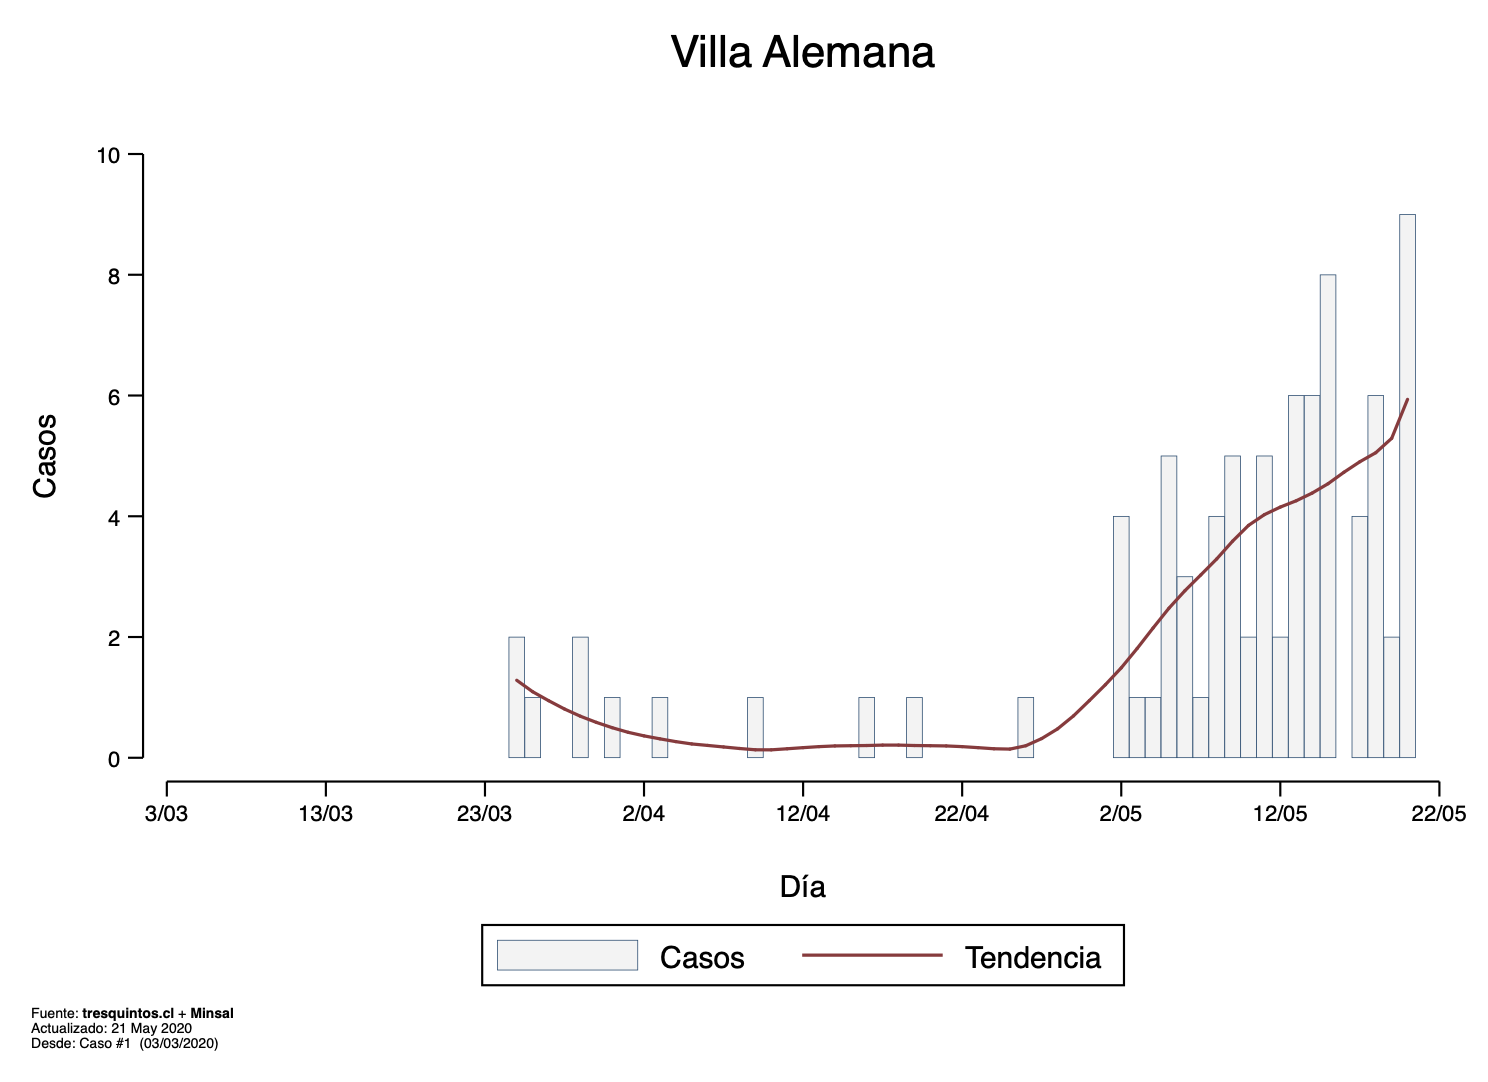 Villa Alemana
10
8
6
4
2
0
Casos
3/03 13/03 23/03 2/04 12/04 22/04 2/05 12/05 22/05
Día
Casos Tendencia
Fuente: tresquintos.cl + Minsal
Actualizado: 21 May 2020
Desde: Caso #1 (03/03/2020)